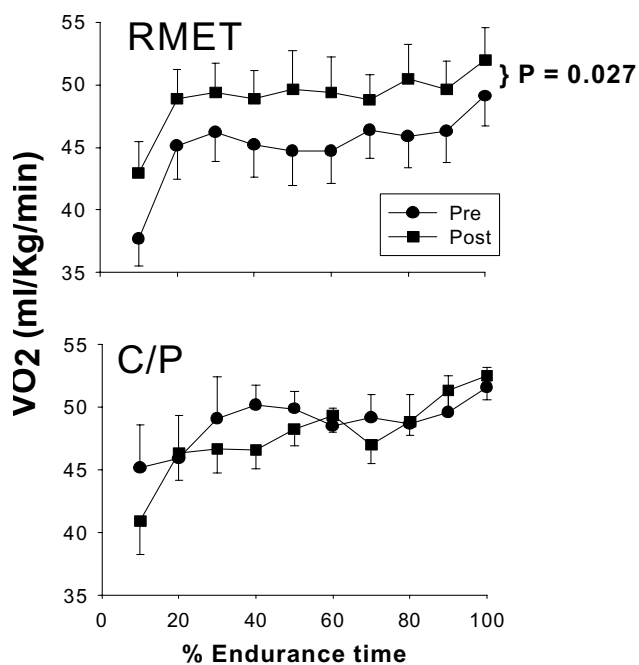 RMET
} P = 0.027
55
50
45
40
35
Pre
Post
VO2 (ml/Kg/min)
C/P
55
50
45
40
35
0 20 40 60 80 100
% Endurance time